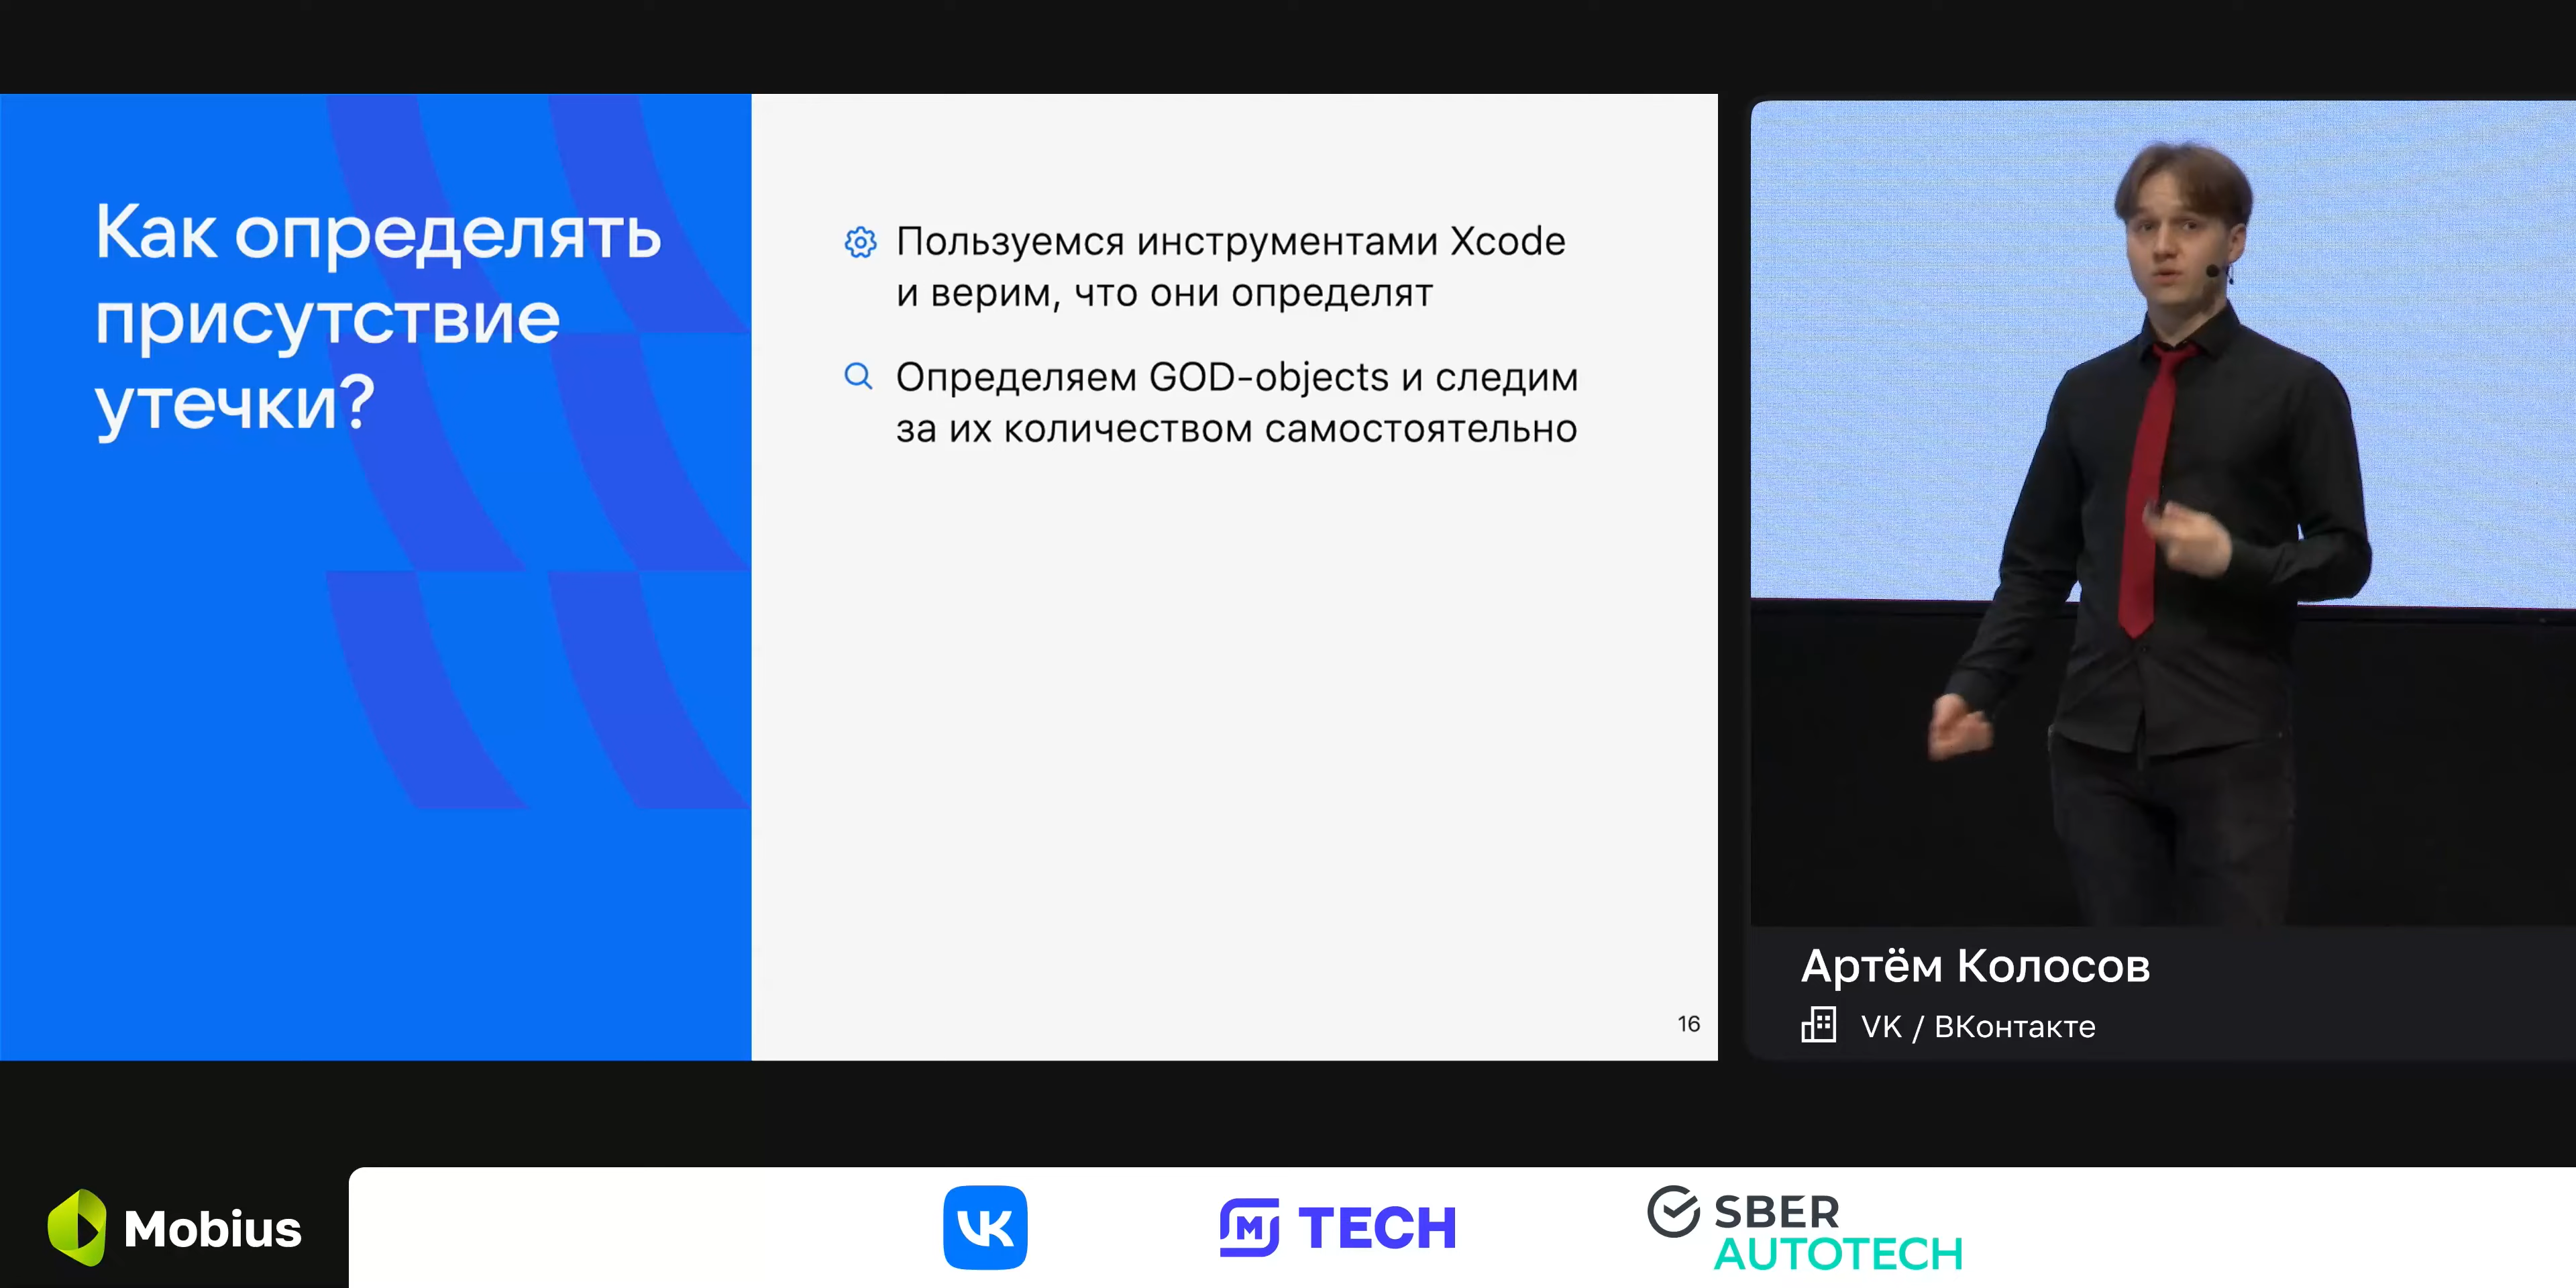 Как определять
присутствие
утечки?
Пользуемся инструментами Xcode
и верим, что они определят
Определяем GOD-objects и следим
за их количеством самостоятельно
16
Артём Колосов
VK / ВКонтакте
Mobius
VK
M TECH
SBER
AUTOTECH